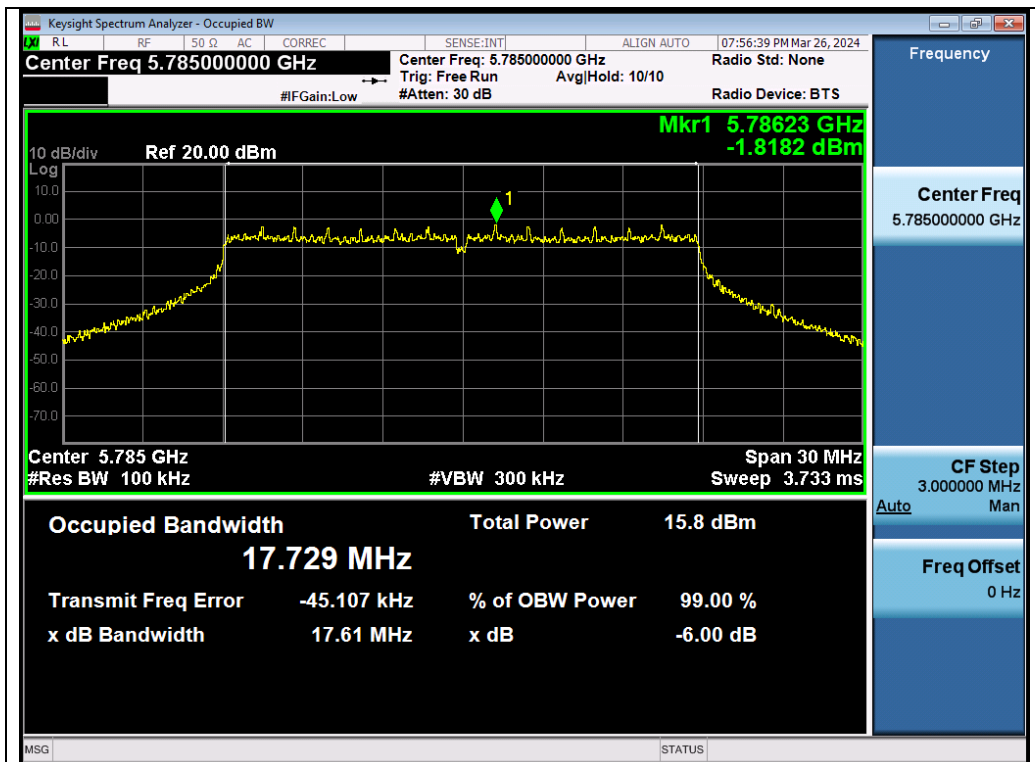 Keysight Spectrum Analyzer - Occupied BW
LXI RL RF 50 Ω AC CORREC SENSE:INT ALIGN AUTO 07:56:39 PM Mar 26, 2024
Center Freq 5.785000000 GHz Center Freq: 5.785000000 GHz Radio Std: None
Trig: Free Run Avg|Hold: 10/10
#IFGain:Low #Atten: 30 dB Radio Device: BTS
Mkr1 5.78623 GHz
-1.8182 dBm
10 dB/div Ref 20.00 dBm
Log
10.0
1
0.00
-10.0
-20.0
-30.0
-40.0
-50.0
-60.0
-70.0
Center 5.785 GHz Span 30 MHz
#Res BW 100 kHz #VBW 300 kHz Sweep 3.733 ms
Occupied Bandwidth Total Power 15.8 dBm
17.729 MHz
Transmit Freq Error -45.107 kHz % of OBW Power 99.00 %
x dB Bandwidth 17.61 MHz x dB -6.00 dB
Frequency
Center Freq
5.785000000 GHz
CF Step
3.000000 MHz
Auto Man
Freq Offset
0 Hz
MSG STATUS